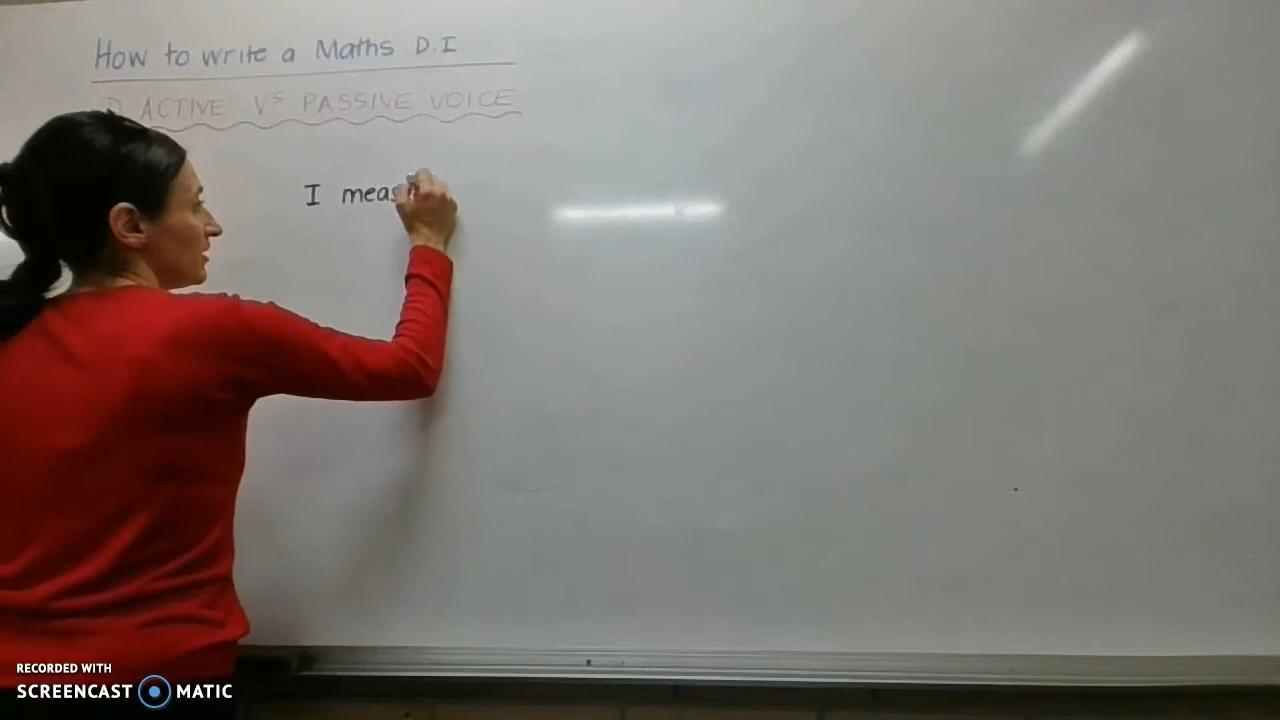 How to write a Maths D.I.
ACTIVE Vs PASSIVE VOICE
I meas
RECORDED WITH
SCREENCAST MATIC